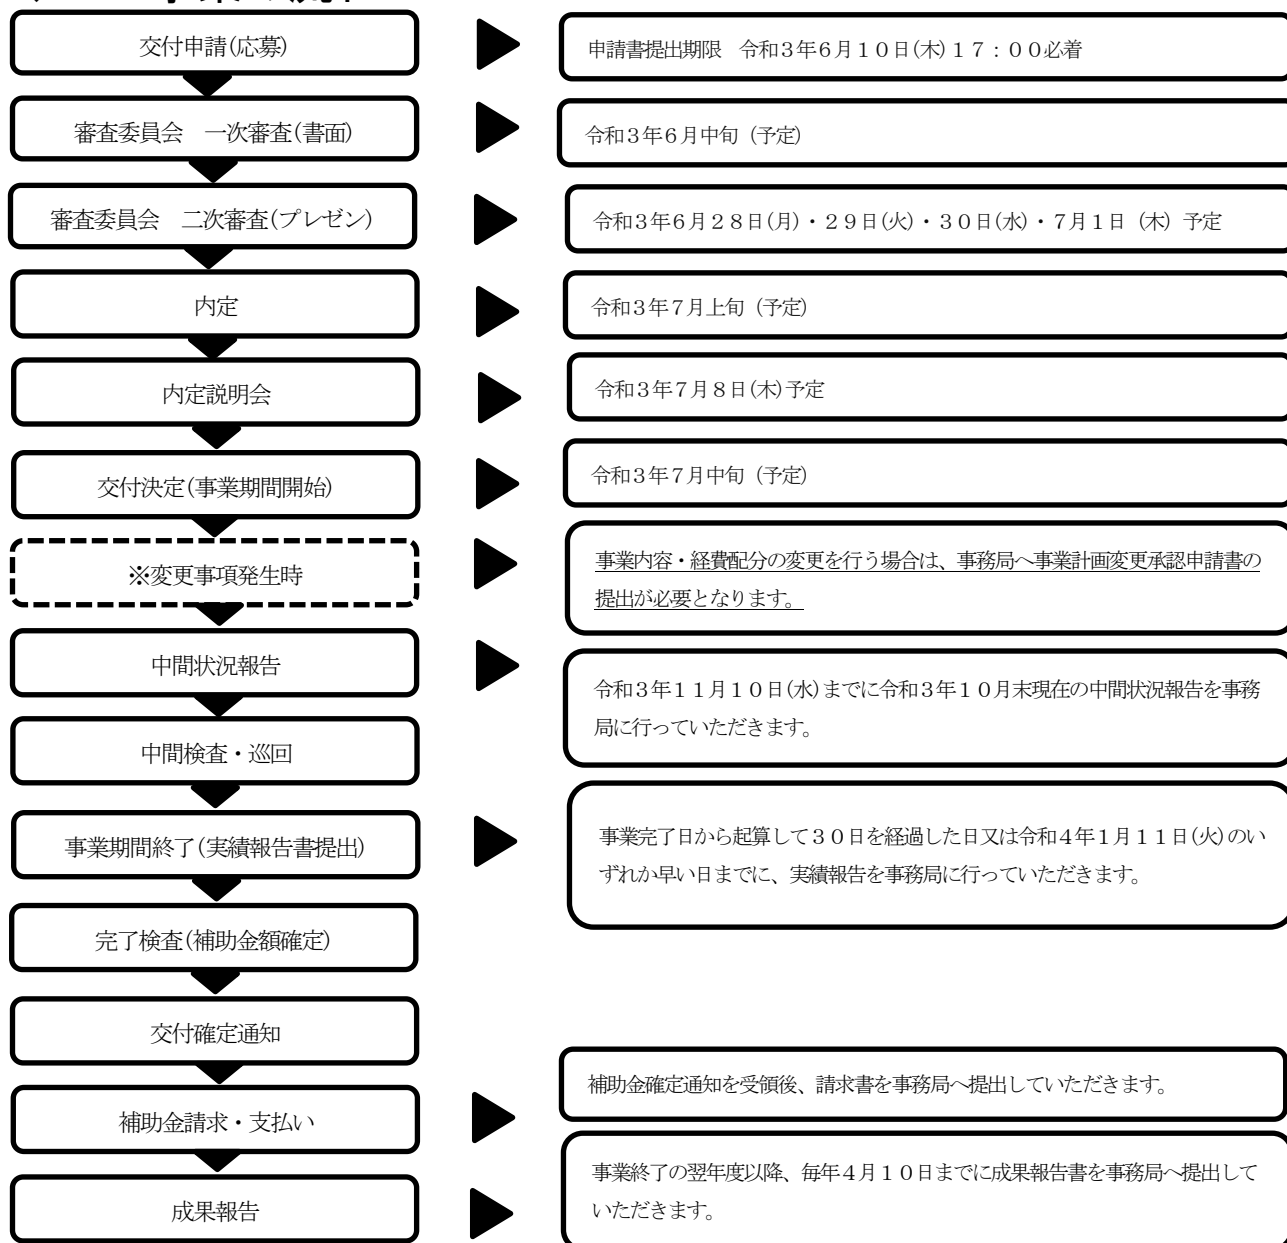 交付申請(応募)
申請書提出期限　令和３年６月１０日(木)１７：００必着
審査委員会　一次審査(書面)
令和３年６月中旬（予定）
審査委員会　二次審査(プレゼン)
令和３年６月２８日(月)・２９日(火)・３０日(水)・７月１日（木）予定
内定
令和３年７月上旬（予定）
内定説明会
令和３年７月８日(木)予定
交付決定(事業期間開始)
令和３年７月中旬（予定）
※変更事項発生時
事業内容・経費配分の変更を行う場合は、事務局へ事業計画変更承認申請書の
提出が必要となります。
中間状況報告
令和３年１１月１０日(水)までに令和３年１０月末現在の中間状況報告を事務
局に行っていただきます。
中間検査・巡回
事業期間終了(実績報告書提出)
事業完了日から起算して３０日を経過した日又は令和４年１月１１日(火)のい
ずれか早い日までに、実績報告を事務局に行っていただきます。
完了検査(補助金額確定)
交付確定通知
補助金請求・支払い
補助金確定通知を受領後、請求書を事務局へ提出していただきます。
成果報告
事業終了の翌年度以降、毎年４月１０日までに成果報告書を事務局へ提出して
いただきます。